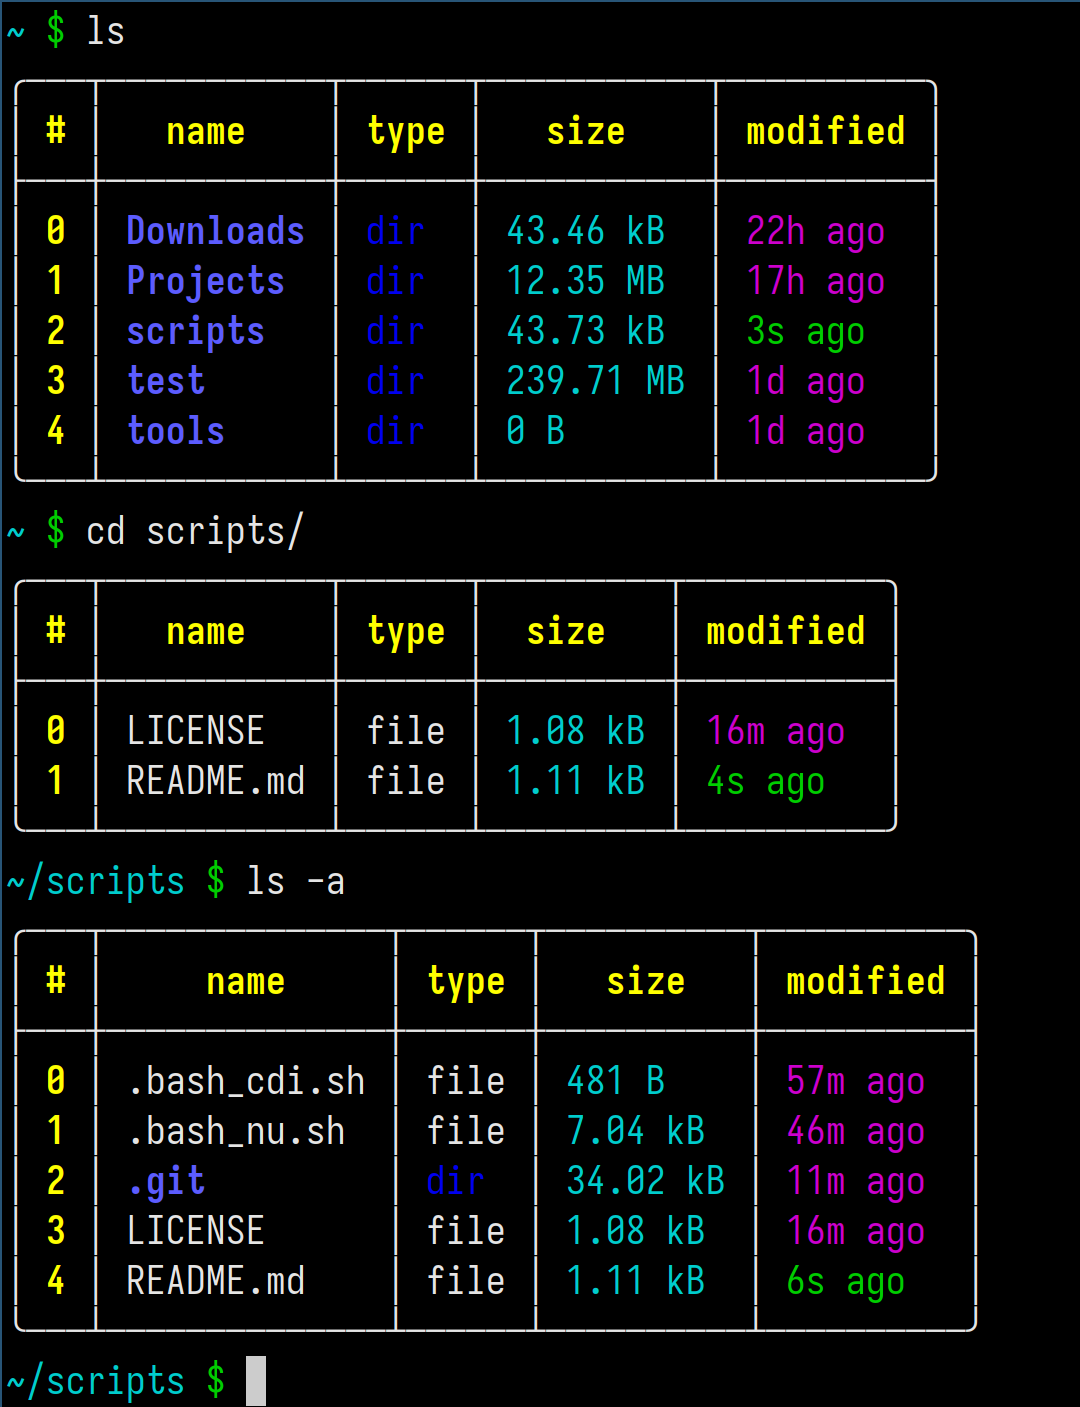 ~ $ ls
# name type size modified
0 Downloads dir 43.46 kB 22h ago
1 Projects dir 12.35 MB 17h ago
2 scripts dir 43.73 kB 3s ago
3 test dir 239.71 MB 1d ago
4 tools dir 0 B 1d ago
~ $ cd scripts/
# name type size modified
0 LICENSE file 1.08 kB 16m ago
1 README.md file 1.11 kB 4s ago
~/scripts $ ls -a
# name type size modified
0 .bash_cdi.sh file 481 B 57m ago
1 .bash_nu.sh file 7.04 kB 46m ago
2 .git dir 34.02 kB 11m ago
3 LICENSE file 1.08 kB 16m ago
4 README.md file 1.11 kB 6s ago
~/scripts $